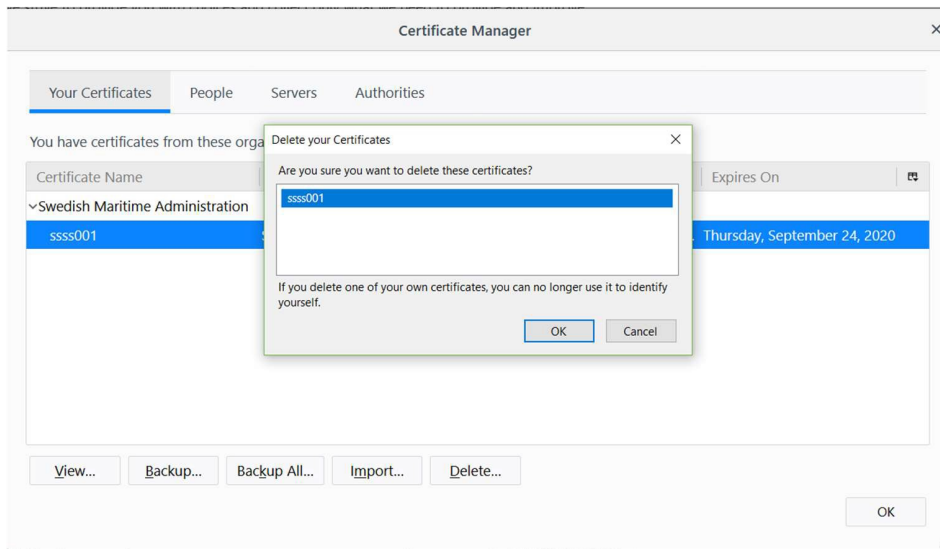 Certificate Manager
Your Certificates People Servers Authorities
You have certificates from these orga
Delete your Certificates
Are you sure you want to delete these certificates?
ssss001
If you delete one of your own certificates, you can no longer use it to identify
yourself.
OK Cancel
Certificate Name Expires On
Swedish Maritime Administration
ssss001 Thursday, September 24, 2020
View... Backup... Backup All... Import... Delete...
OK